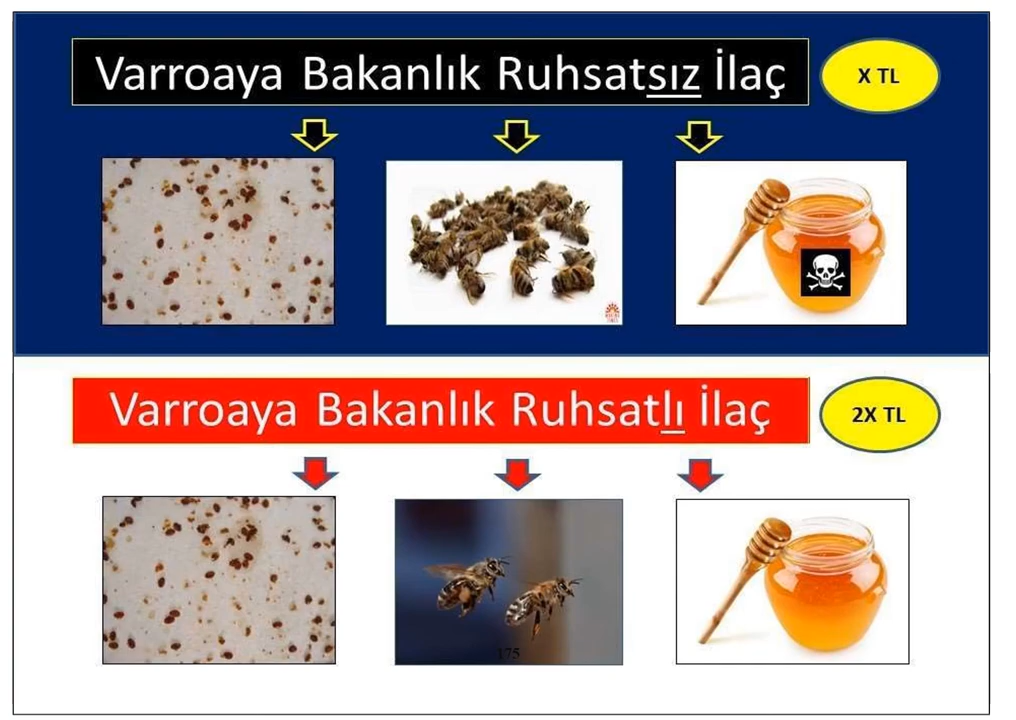 Varroaya Bakanlık Ruhsatsız İlaç
X TL
Varroaya Bakanlık Ruhsatlı İlaç
2X TL
175